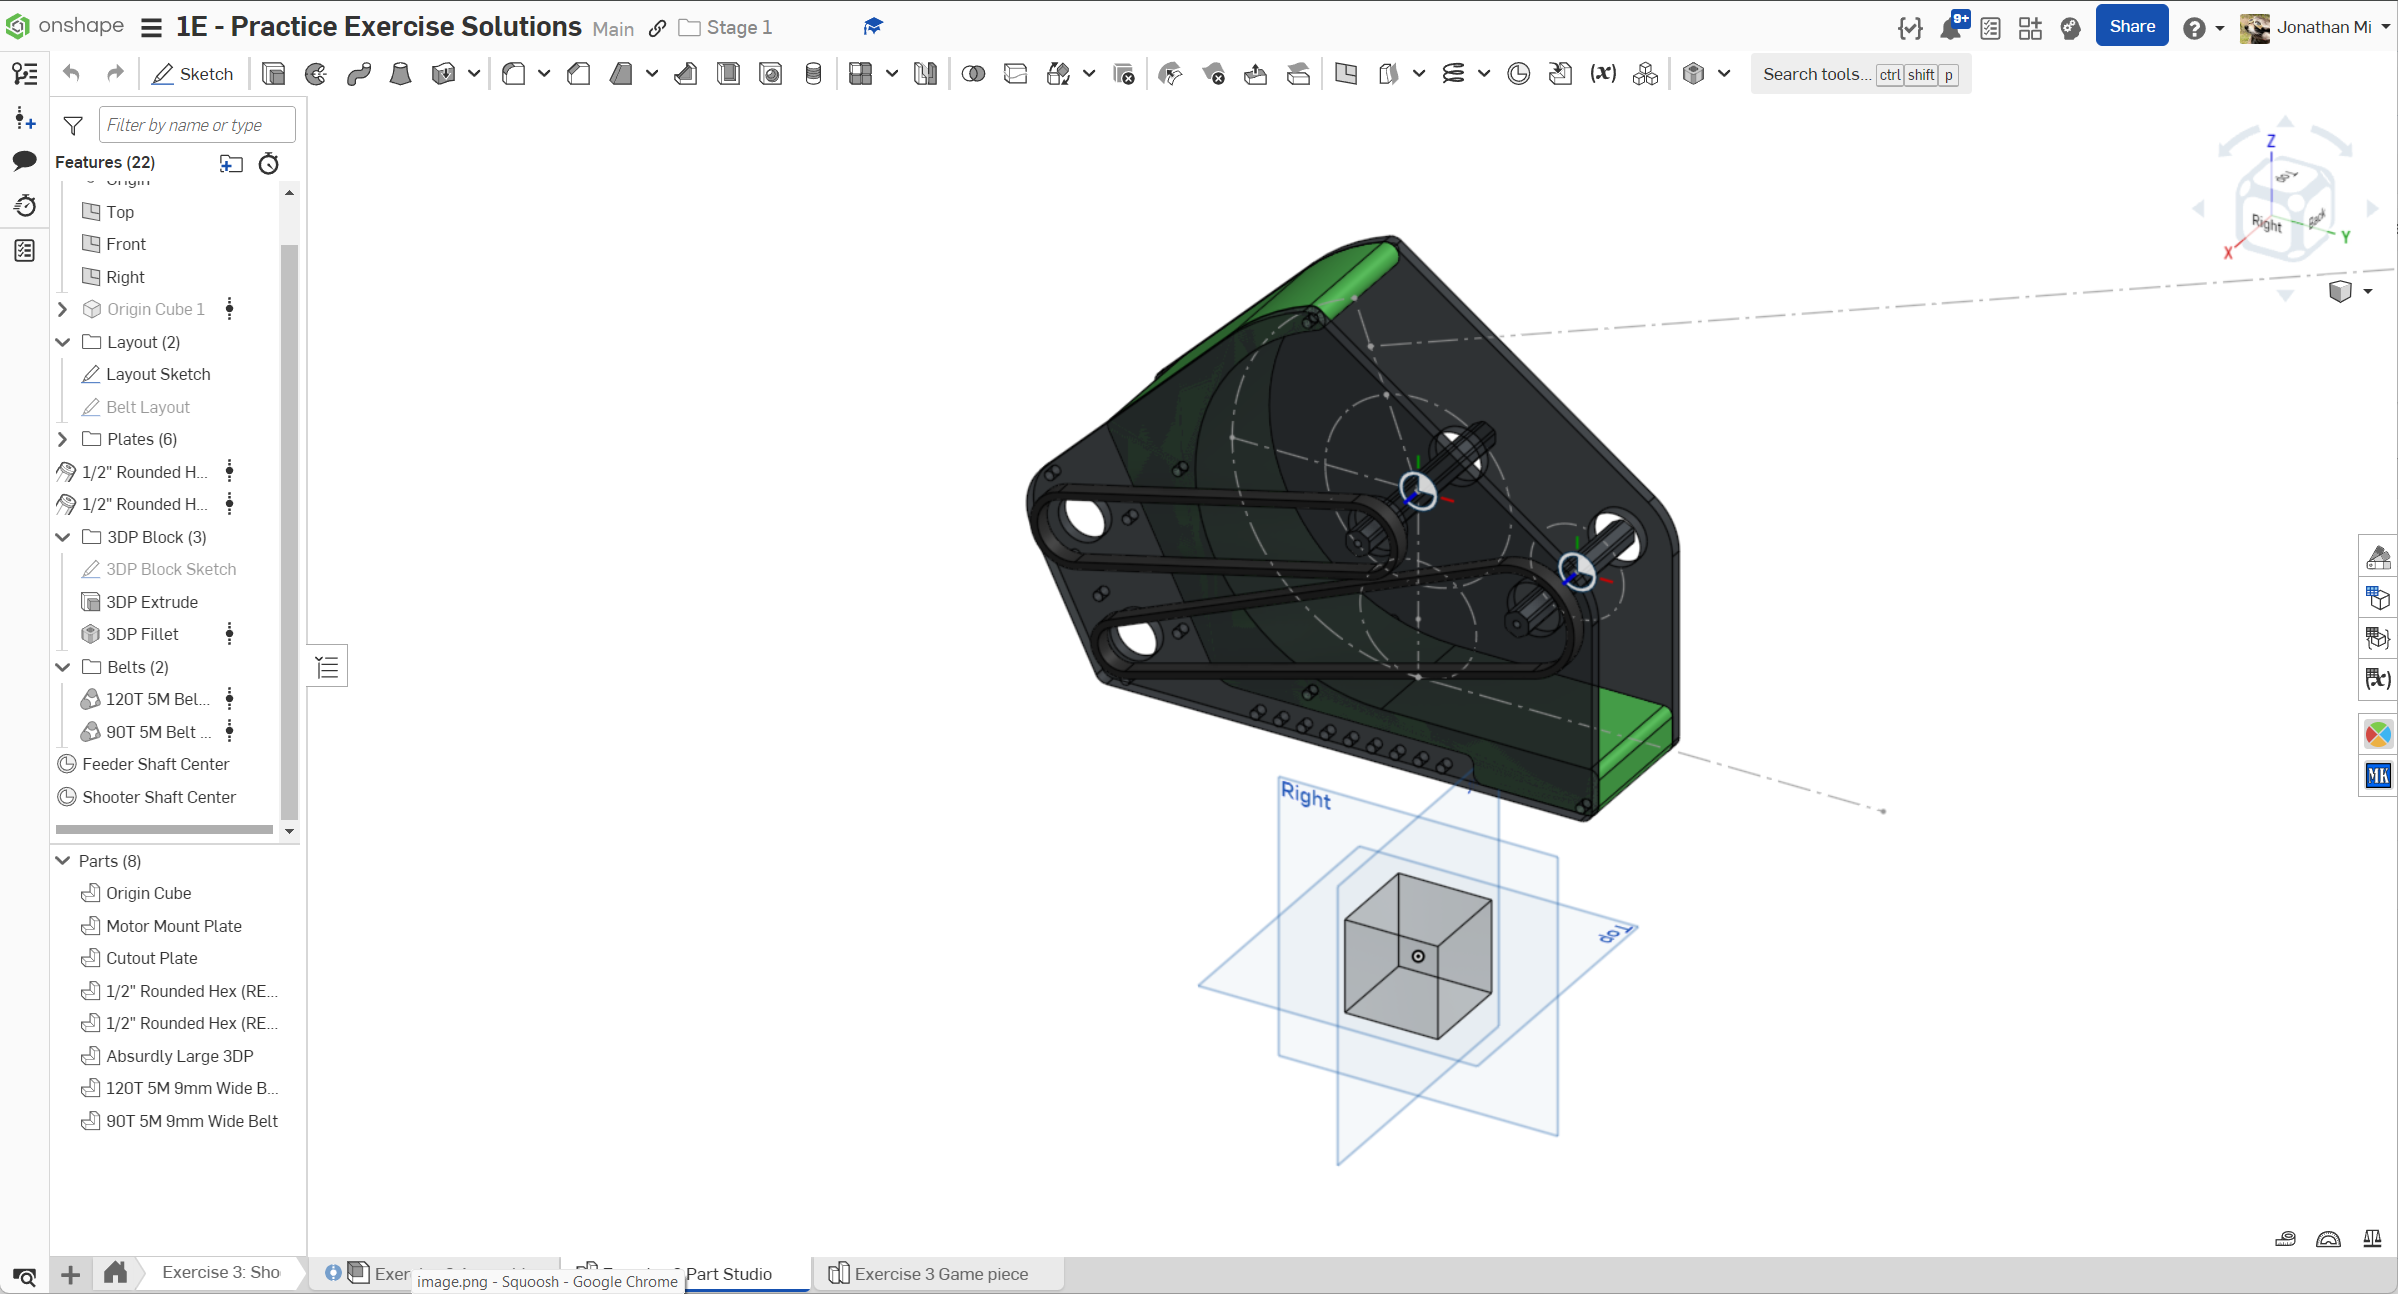 onshape
1E - Practice Exercise Solutions Main Stage 1
9+
Share
Jonathan Mi
Sketch
Search tools... ctrl shift p
Filter by name or type
Features (22)
Origin
Top
Front
Right
Origin Cube 1
Layout (2)
Layout Sketch
Belt Layout
Plates (6)
1/2" Rounded H...
1/2" Rounded H...
3DP Block (3)
3DP Block Sketch
3DP Extrude
3DP Fillet
Belts (2)
120T 5M Bel...
90T 5M Belt ...
Feeder Shaft Center
Shooter Shaft Center
Parts (8)
Origin Cube
Motor Mount Plate
Cutout Plate
1/2" Rounded Hex (RE...
1/2" Rounded Hex (RE...
Absurdly Large 3DP
120T 5M 9mm Wide B...
90T 5M 9mm Wide Belt
Z
Top
Right
Back
X
Y
Right
Top
(x)
MK
Exercise 3: Sho
Exer
Part Studio
Exercise 3 Game piece
image.png - Squoosh - Google Chrome